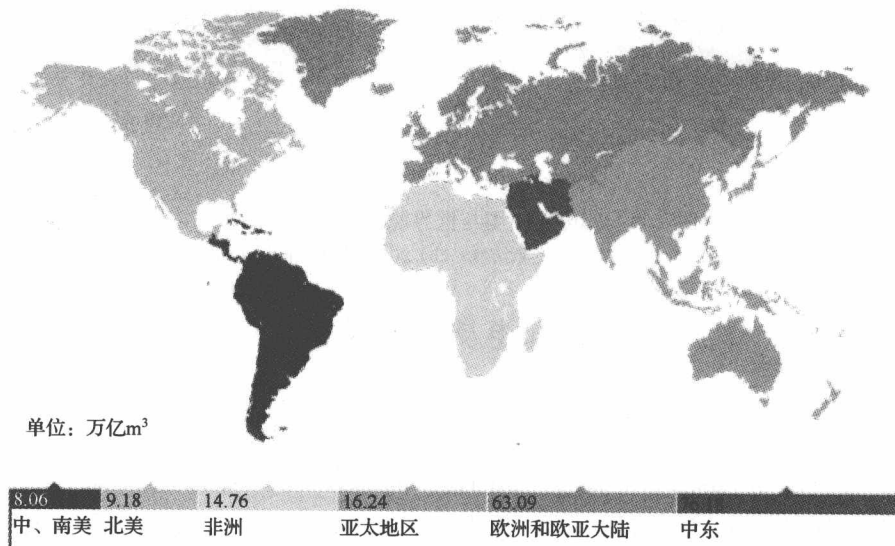 单位：万亿m³
8.06 9.18 14.76 16.24 63.09
中、南美 北美 非洲 亚太地区 欧洲和欧亚大陆 中东